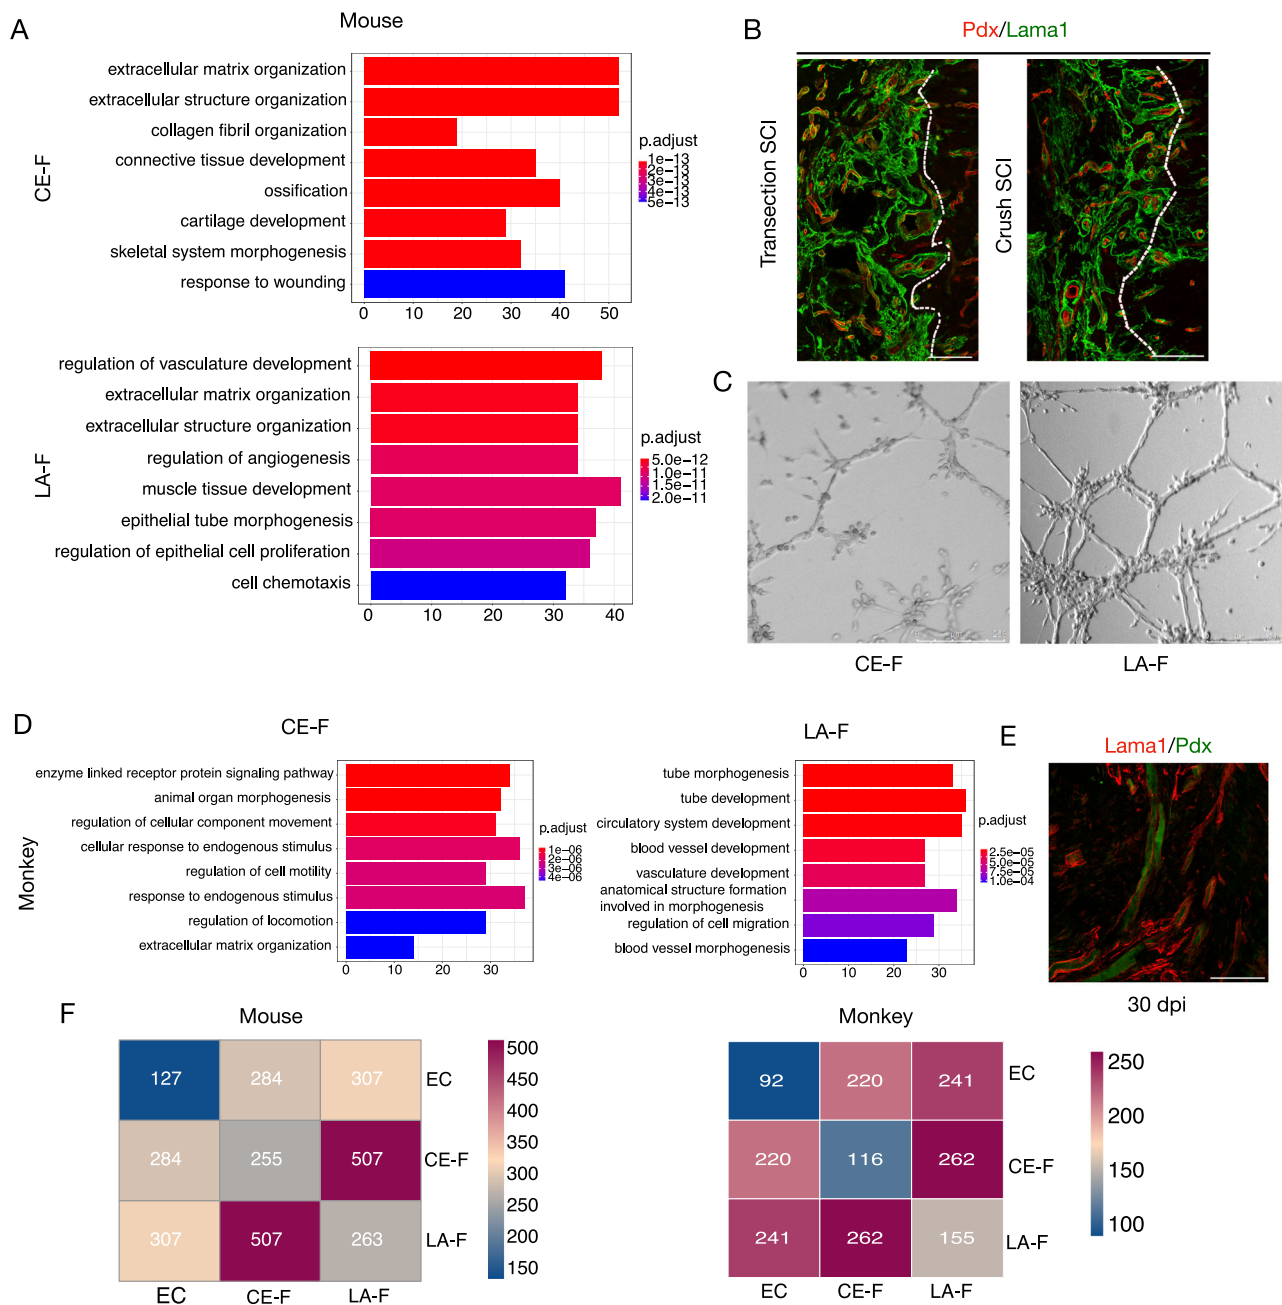 A
Mouse
CE-F
extracellular matrix organization
extracellular structure organization
collagen fibril organization
connective tissue development
ossification
cartilage development
skeletal system morphogenesis
response to wounding
0 10 20 30 40 50
p.adjust
1e−13
2e−13
3e−13
4e−13
5e−13
LA-F
regulation of vasculature development
extracellular matrix organization
extracellular structure organization
regulation of angiogenesis
muscle tissue development
epithelial tube morphogenesis
regulation of epithelial cell proliferation
cell chemotaxis
0 10 20 30 40
p.adjust
5.0e−12
1.0e−11
1.5e−11
2.0e−11
B
Pdx/Lama1
Transection SCI
Crush SCI
C
CE-F
LA-F
D
Monkey
CE-F
enzyme linked receptor protein signaling pathway
animal organ morphogenesis
regulation of cellular component movement
cellular response to endogenous stimulus
regulation of cell motility
response to endogenous stimulus
regulation of locomotion
extracellular matrix organization
0 10 20 30
p.adjust
1e−06
2e−06
3e−06
4e−06
LA-F
tube morphogenesis
tube development
circulatory system development
blood vessel development
vasculature development
anatomical structure formation
involved in morphogenesis
regulation of cell migration
blood vessel morphogenesis
0 10 20 30
p.adjust
2.5e−05
5.0e−05
7.5e−05
1.0e−04
E
Lama1/Pdx
30 dpi
F
Mouse
127 284 307 EC
284 255 507 CE-F
307 507 263 LA-F
EC CE-F LA-F
500
450
400
350
300
250
200
150
Monkey
92 220 241 EC
220 116 262 CE-F
241 262 155 LA-F
EC CE-F LA-F
250
200
150
100